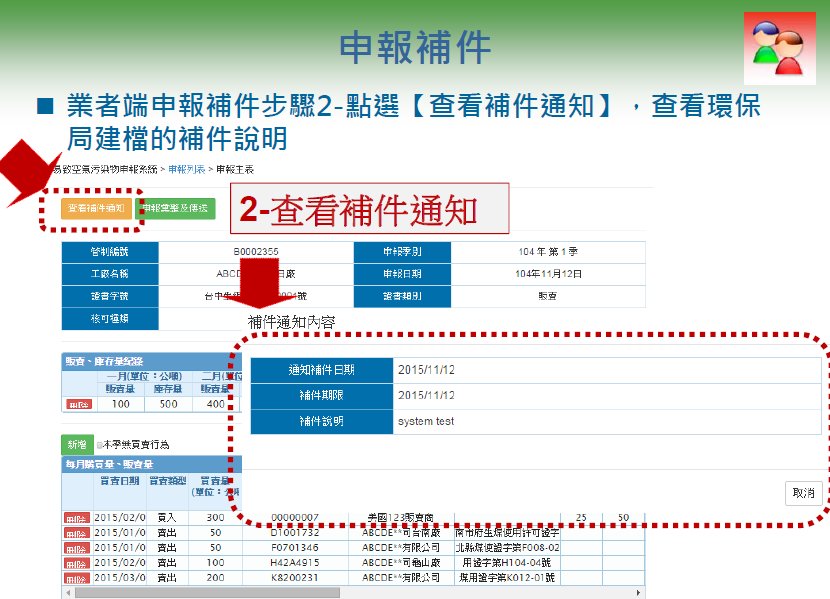 申報補件
業者端申報補件步驟2-點選【查看補件通知】，查看環保
局建檔的補件說明
易致空氣污染物申報系統 > 申報列表 > 申報主表
查看補件通知 申報彙整及傳送
2-查看補件通知
管制編號 B0002355 申報季別 104 年 第 1 季
工廠名稱 ABCD 日廠 申報日期 104年11月12日
證書字號 台中生 號 證書類別 販賣
核可種類
補件通知內容
通知補件日期 2015/11/12
補件期限 2015/11/12
補件說明 system test
取消
販賣、庫存量紀錄
一月(單位：公噸) 二月(單位
販賣量 庫存量 販賣量
刪除 100 500 400
新增 本季無買賣行為
每月購買量、販賣量
買賣日期 買賣類型 買賣量
(單位：公噸
刪除 2015/02/0 買入 300 00000007 美國123販賣商 25 50
刪除 2015/01/0 賣出 50 D1001732 ABCDE**司台南廠 南市府生煤使用許可證字
刪除 2015/01/0 賣出 50 F0701346 ABCDE**有限公司 北縣煤使證字第F008-02
刪除 2015/02/0 賣出 100 H42A4915 ABCDE**司龜山廠 用證字第H104-04號
刪除 2015/03/0 賣出 200 K8200231 ABCDE**有限公司 煤用證字第K012-01號